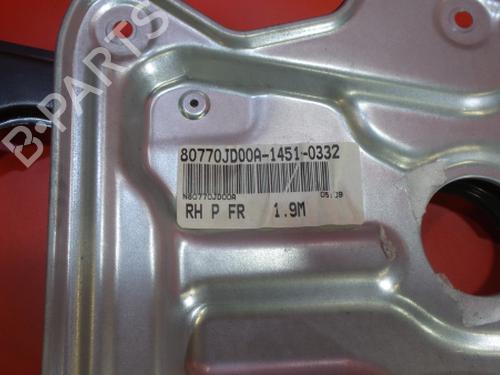 B-PARTS
80770JD00A-1451-0332
N80770JD00A 05:39
RH P FR 1.9M